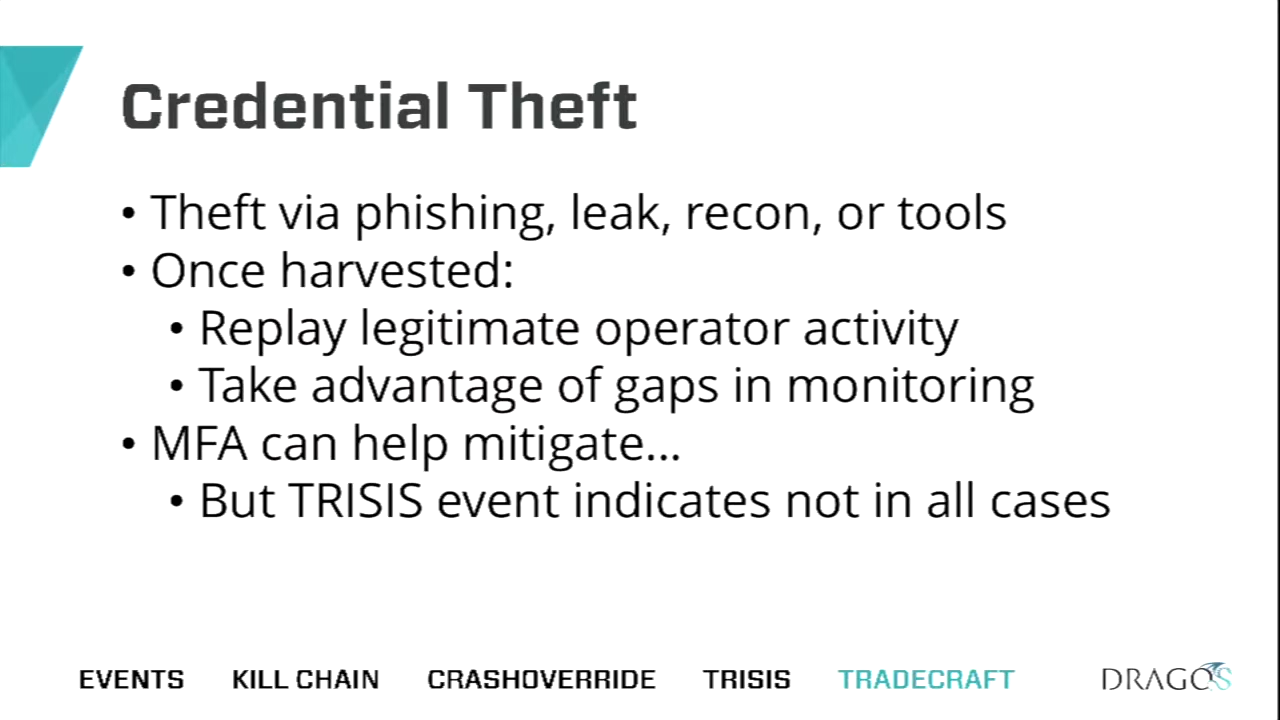 Credential Theft
• Theft via phishing, leak, recon, or tools
• Once harvested:
• Replay legitimate operator activity
• Take advantage of gaps in monitoring
• MFA can help mitigate...
• But TRISIS event indicates not in all cases
EVENTS KILL CHAIN CRASHOVERRIDE TRISIS TRADECRAFT DRAGOS